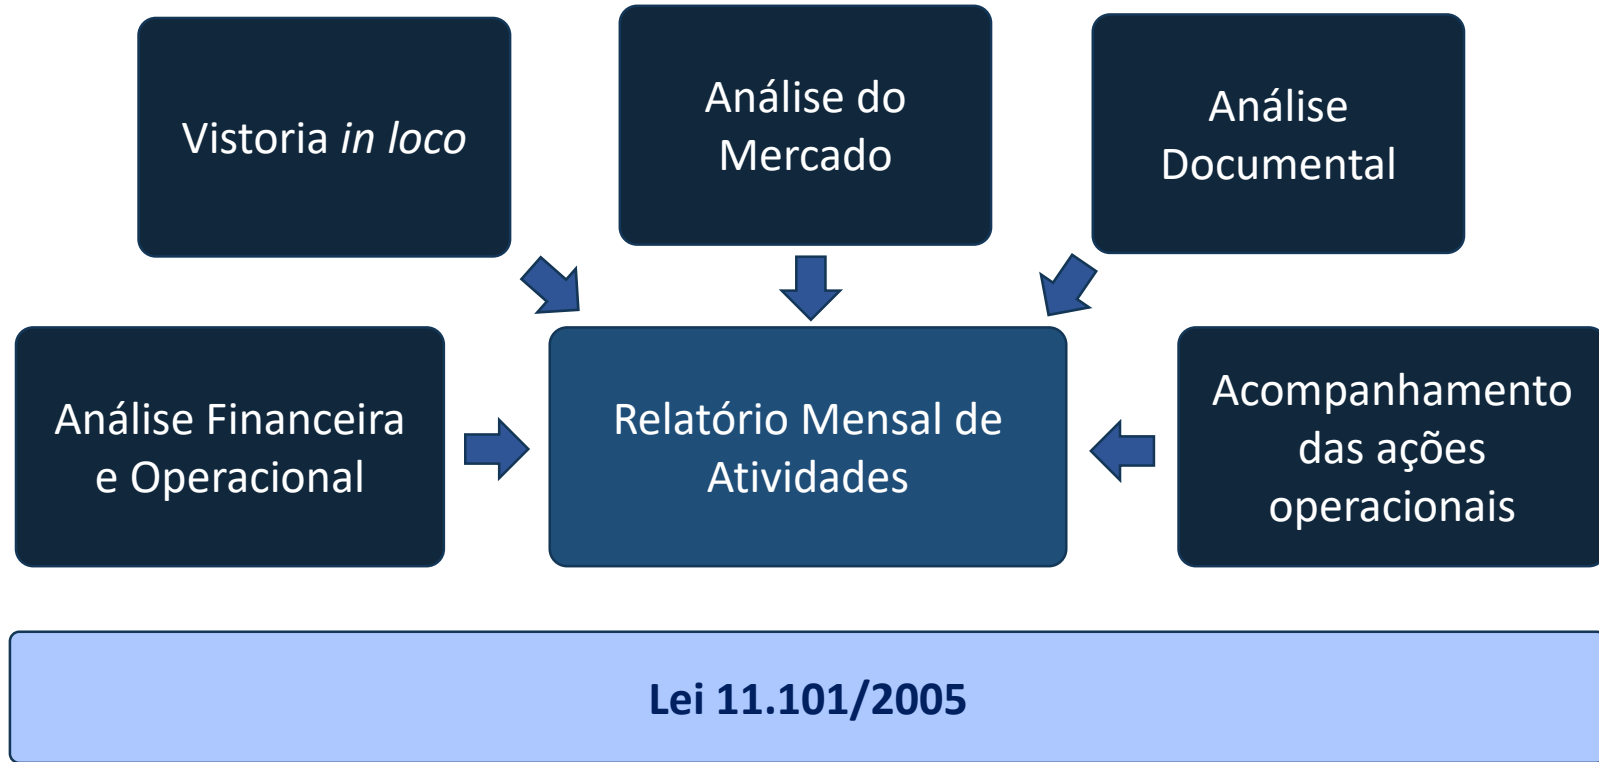 Vistoria in loco
Análise do
Mercado
Análise
Documental
Análise Financeira
e Operacional
Relatório Mensal de
Atividades
Acompanhamento
das ações
operacionais
Lei 11.101/2005